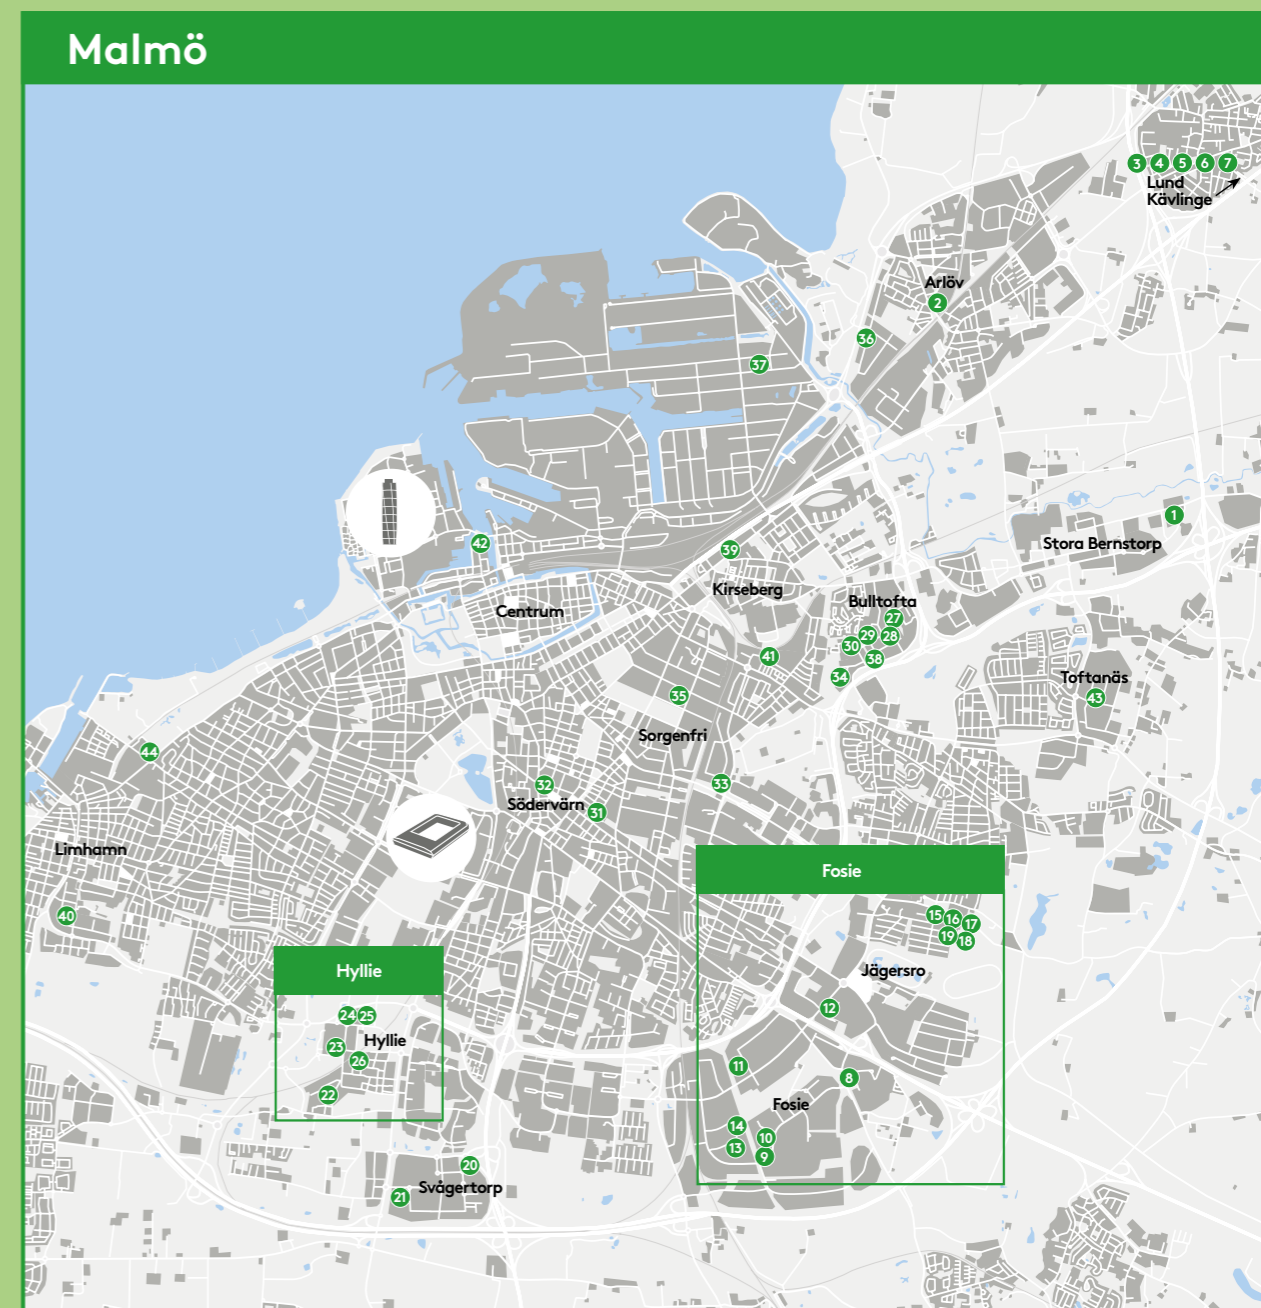 Malmö
3 4 5 6 7
Lund
Kävlinge
Arlöv
2
36
37
1
Stora Bernstorp
42
39
Kirseberg
Centrum
Bulltofta
27
29 28
30
38
41
34
Toftanäs
43
35
Sorgenfri
44
32
Södervärn
31
33
Limhamn
40
Fosie
15 16 17
19 18
Jägersro
12
11
8
Fosie
14
10
13
9
Hyllie
24 25
Hyllie
23
26
22
20
Svågertorp
21